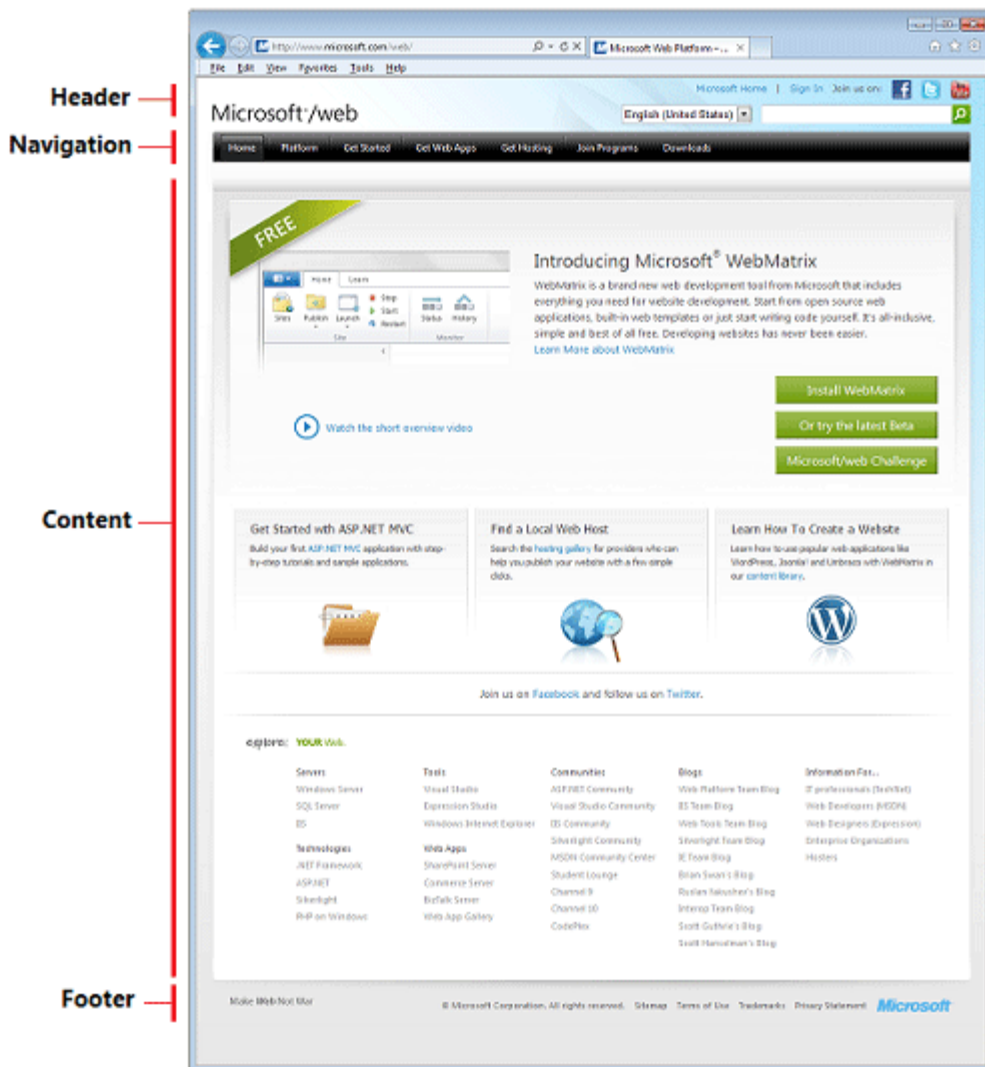 http://www.microsoft.com/web/
Microsoft Web Platform - ...
File Edit View Favorites Tools Help
Header
Microsoft Home | Sign In Join us on:
Microsoft /web
English (United States)
Navigation
Home Platform Get Started Get Web Apps Get Hosting Join Programs Downloads
FREE
Home Learn
Sites Publish Launch Stop Start Restart Status History
Site Monitor
Introducing Microsoft® WebMatrix
WebMatrix is a brand new web development tool from Microsoft that includes
everything you need for website development. Start from open source web
applications, built-in web templates or just start writing code yourself. It's all-inclusive,
simple and best of all free. Developing websites has never been easier.
Learn More about WebMatrix
Install WebMatrix
Watch the short overview video
Or try the latest Beta
Microsoft/web Challenge
Content
Get Started wth ASP.NET MVC
Build your first ASP.NET MVC application with step-
by-step tutorials and sample applications.
Find a Local Web Host
Search the hosting gallery for providers who can
help you publish your website with a few simple
clicks.
Learn How To Create a Website
Learn how to use popular web applications like
WordPress, Joomla! and Umbraco with WebMatrix in
our content library.
Join us on Facebook and follow us on Twitter.
explore: YOUR Web.
Servers
Windows Server
SQL Server
IIS
Technologies
.NET Framework
ASP.NET
Silverlight
PHP on Windows
Tools
Visual Studio
Expression Studio
Windows Internet Explorer
Web Apps
SharePoint Server
Commerce Server
BizTalk Server
Web App Gallery
Communities
ASP.NET Community
Visual Studio Community
IIS Community
Silverlight Community
MSDN Community Center
Student Lounge
Channel 9
Channel 10
CodePlex
Blogs
Web Platform Team Blog
IIS Team Blog
Web Tools Team Blog
Silverlight Team Blog
IE Team Blog
Brian Swan's Blog
Ruslan Yakushev's Blog
Interop Team Blog
Scott Guthrie's Blog
Scott Hanselman's Blog
Information For...
IT professionals (TechNet)
Web Developers (MSDN)
Web Designers (Expression)
Enterprise Organizations
Hosters
Footer
Make Web Not War
© Microsoft Corporation. All rights reserved. Sitemap Terms of Use Trademarks Privacy Statement Microsoft